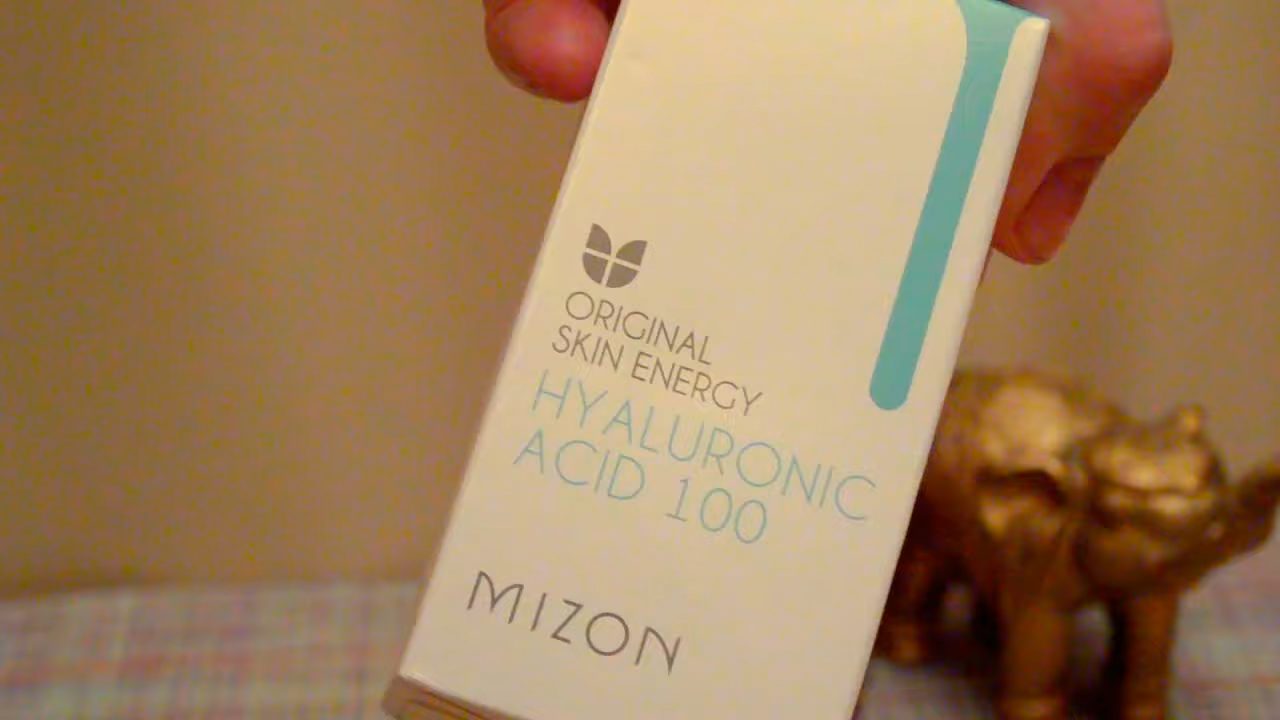 ORIGINAL
SKIN ENERGY
HYALURONIC
ACID 100
MIZON